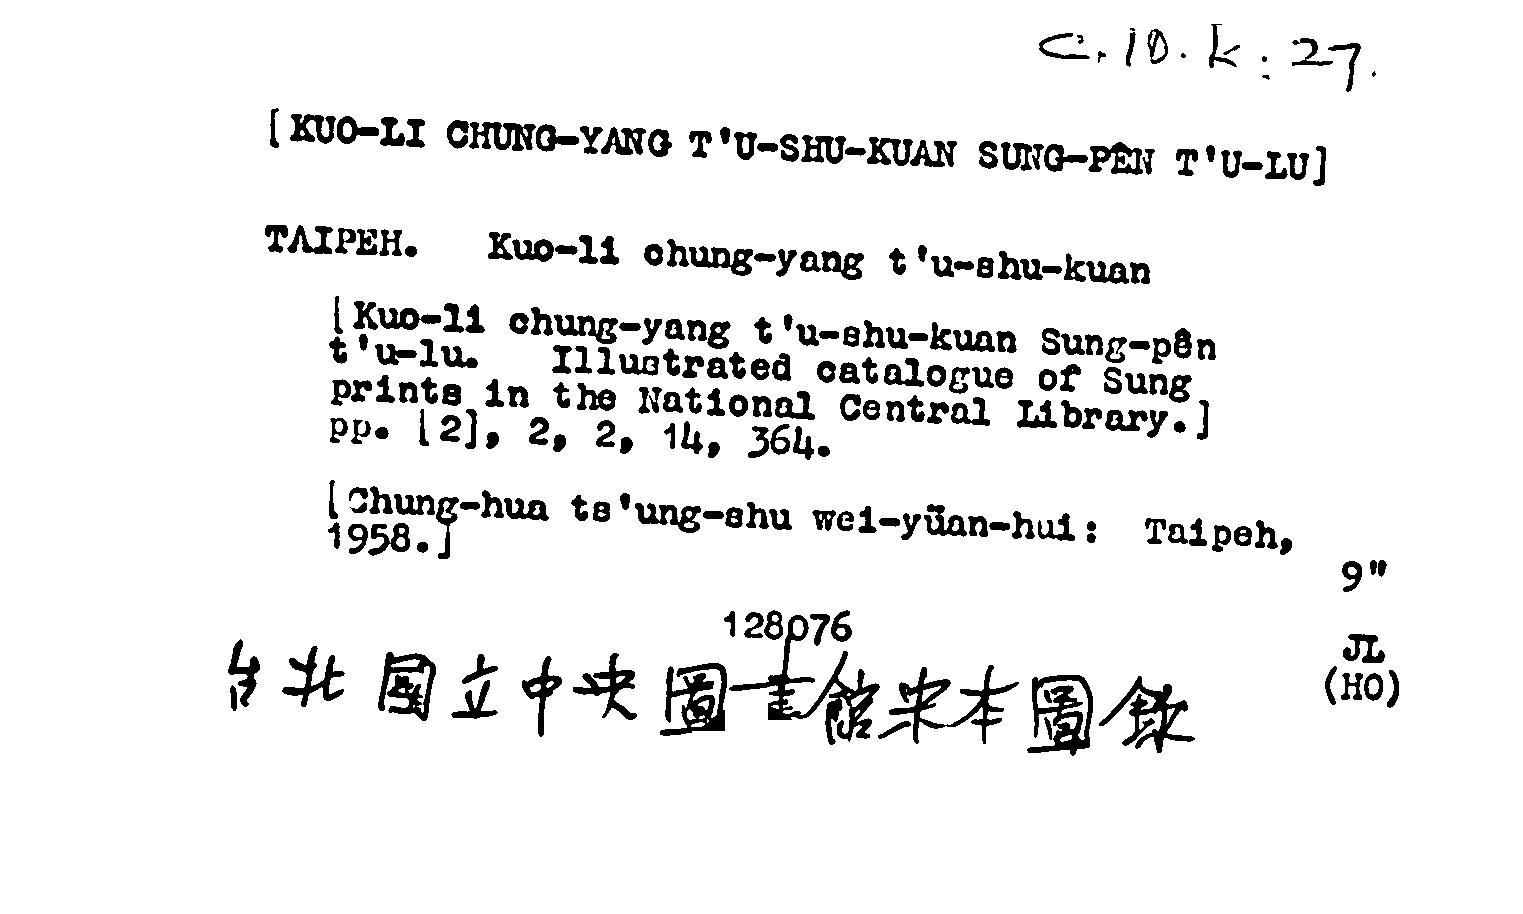 C.10.k.27.
[KUO-LI CHUNG-YANG T'U-SHU-KUAN SUNG-PÊN T'U-LU]
TAIPEH. Kuo-li chung-yang t'u-shu-kuan
[Kuo-li chung-yang t'u-shu-kuan Sung-pên
t'u-lu. Illustrated catalogue of Sung
prints in the National Central Library.]
pp. [2], 2, 2, 14, 364.
[Chung-hua ts'ung-shu wei-yüan-hui: Taipeh,
1958.]
9"
128076
JL
(HO)
台北國立中央圖書館宋本圖錄